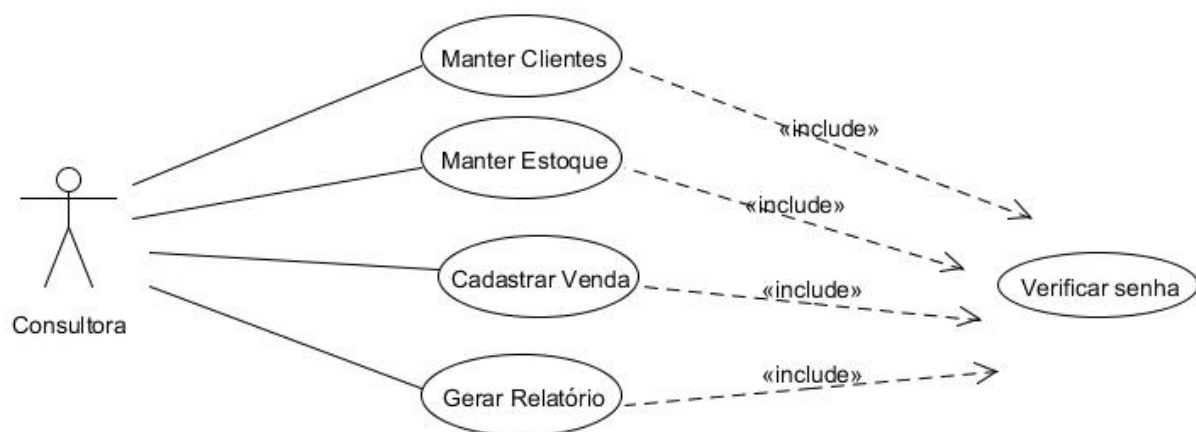 Manter Clientes
«include»
Manter Estoque
«include»
Cadastrar Venda
«include»
Verificar senha
Consultora
«include»
Gerar Relatório